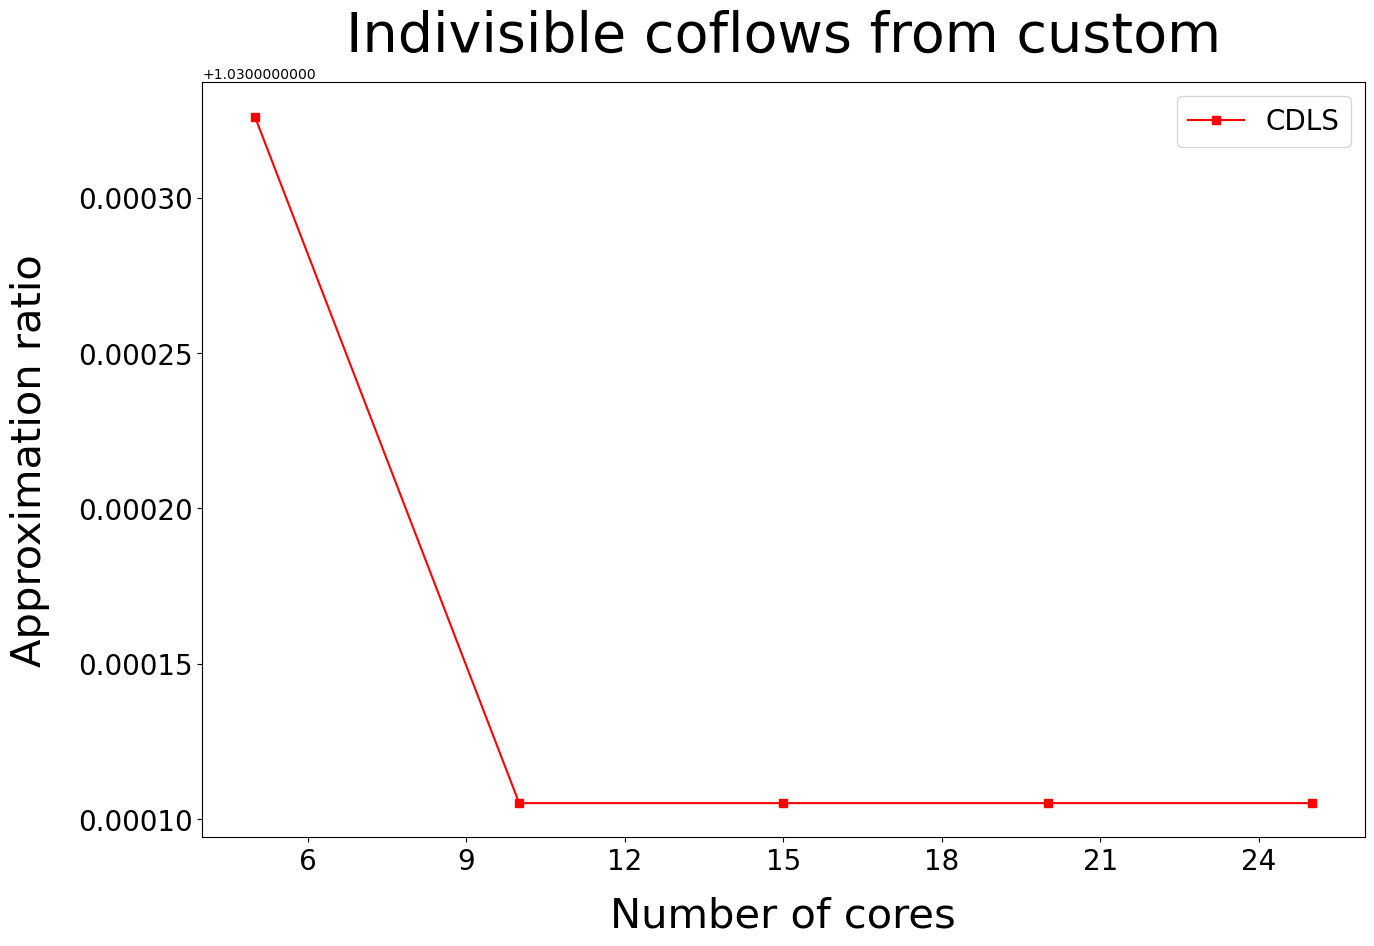 Indivisible coflows from custom
+1.0300000000
CDLS
0.00030
0.00025
0.00020
0.00015
0.00010
Approximation ratio
6 9 12 15 18 21 24
Number of cores